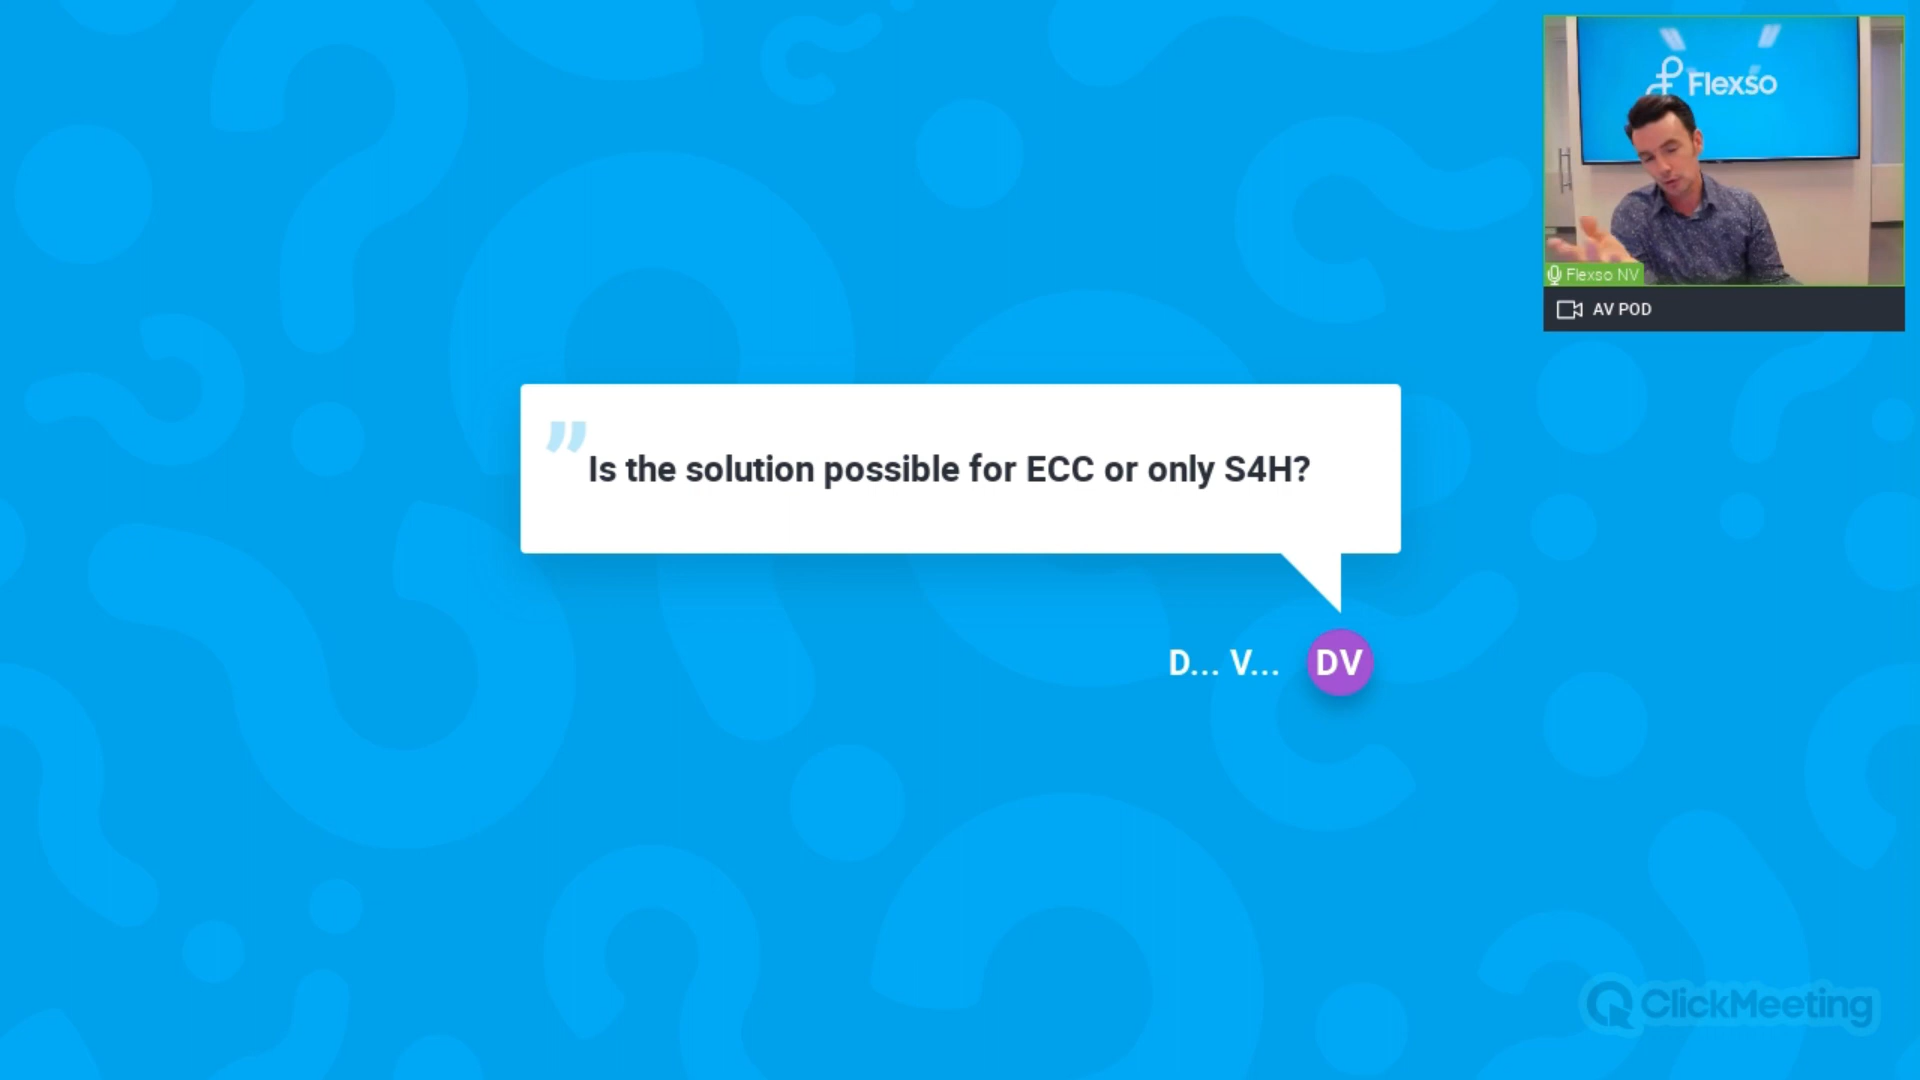 Flexso
Flexso NV
AV POD
" Is the solution possible for ECC or only S4H?
D... V... DV
ClickMeeting